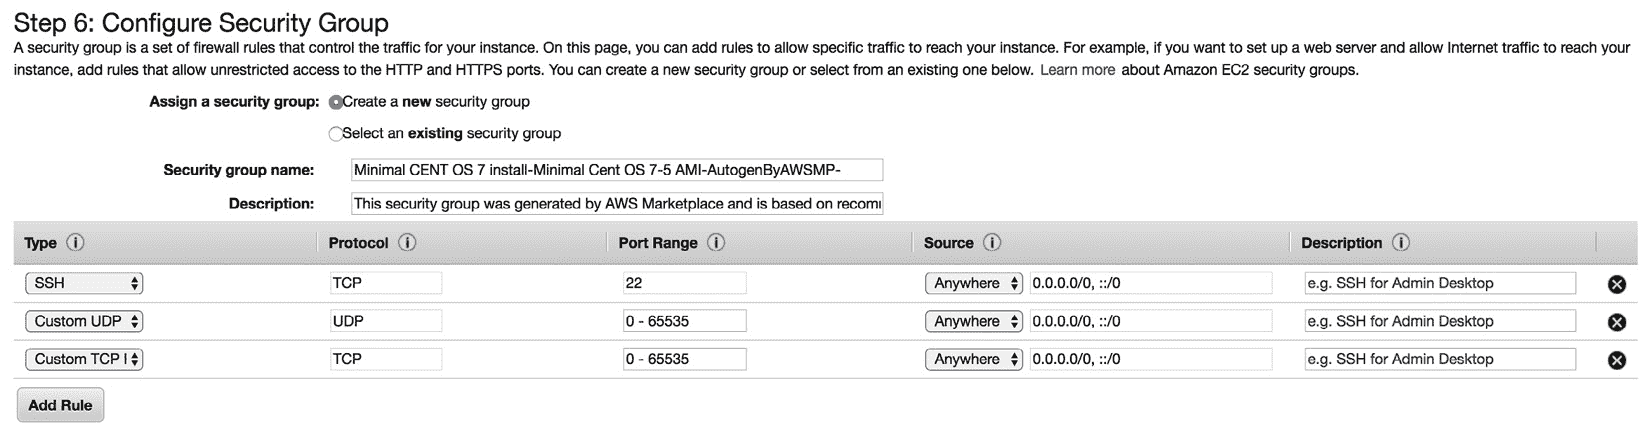 Step 6: Configure Security Group
A security group is a set of firewall rules that control the traffic for your instance. On this page, you can add rules to allow specific traffic to reach your instance. For example, if you want to set up a web server and allow Internet traffic to reach your
instance, add rules that allow unrestricted access to the HTTP and HTTPS ports. You can create a new security group or select from an existing one below. Learn more about Amazon EC2 security groups.
Assign a security group: Create a new security group
Select an existing security group
Security group name: Minimal CENT OS 7 install-Minimal Cent OS 7-5 AMI-AutogenByAWSMP-
Description: This security group was generated by AWS Marketplace and is based on recom
Type Protocol Port Range Source Description
SSH TCP 22 Anywhere 0.0.0.0/0, ::/0 e.g. SSH for Admin Desktop
Custom UDP UDP 0 - 65535 Anywhere 0.0.0.0/0, ::/0 e.g. SSH for Admin Desktop
Custom TCP TCP 0 - 65535 Anywhere 0.0.0.0/0, ::/0 e.g. SSH for Admin Desktop
Add Rule